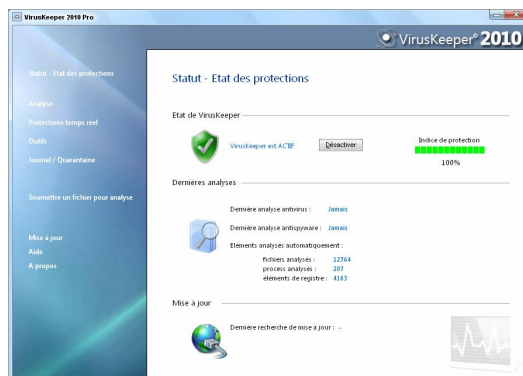 VirusKeeper 2010 Pro
VirusKeeper® 2010
Statut - Etat des protections
Analyse
Protections temps réel
Outils
Journal / Quarantaine
Soumettre un fichier pour analyse
Mise à jour
Aide
A propos
Statut - Etat des protections
Etat de VirusKeeper
VirusKeeper est ACTIF
Désactiver
Indice de protection
100%
Dernières analyses
Dernière analyse antivirus : Jamais
Dernière analyse antispyware : Jamais
Eléments analysés automatiquement :
fichiers analysés : 12764
process analysés : 207
éléments de registre : 4163
Mise à jour
Dernière recherche de mise à jour : -